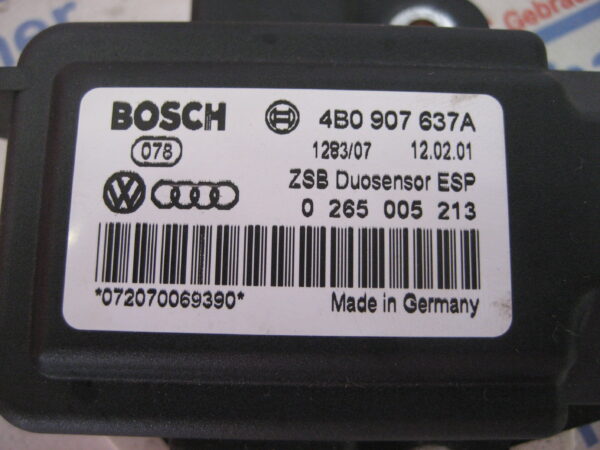 Gebrau
BOSCH 4B0 907 637A
078 1283/07 12.02.01
ZSB Duosensor ESP
0 265 005 213
*072070069390* Made in Germany